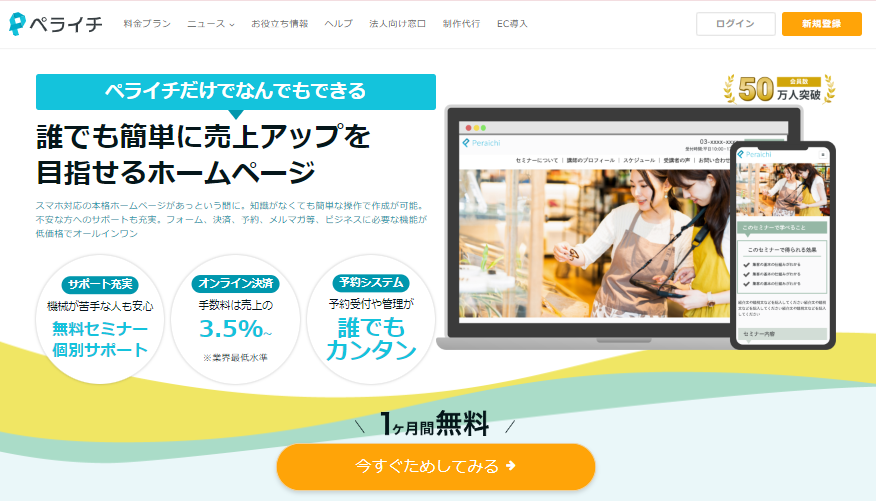 ペライチ
料金プラン
ニュース
お役立ち情報
ヘルプ
法人向け窓口
制作代行
EC導入
ログイン
新規登録
ペライチだけでなんでもできる
誰でも簡単に売上アップを
目指せるホームページ
スマホ対応の本格ホームページがあっという間に。知識がなくても簡単な操作で作成が可能。
不安な方へのサポートも充実。フォーム、決済、予約、メルマガ等、ビジネスに必要な機能が
低価格でオールインワン
サポート充実
機械が苦手な人も安心
無料セミナー
個別サポート
オンライン決済
手数料は売上の
3.5%~
※業界最低水準
予約システム
予約受付や管理が
誰でも
カンタン
50
会員数
万人突破
Peraichi
03-xxxx-xxx
セミナーについて | 講師のプロフィール | スケジュール | 受講者の声 | お問い合わせ
Peraichi
このセミナーで学べること
このセミナーで得られる効果
セミナー内容
1ヶ月間無料
今すぐためしてみる